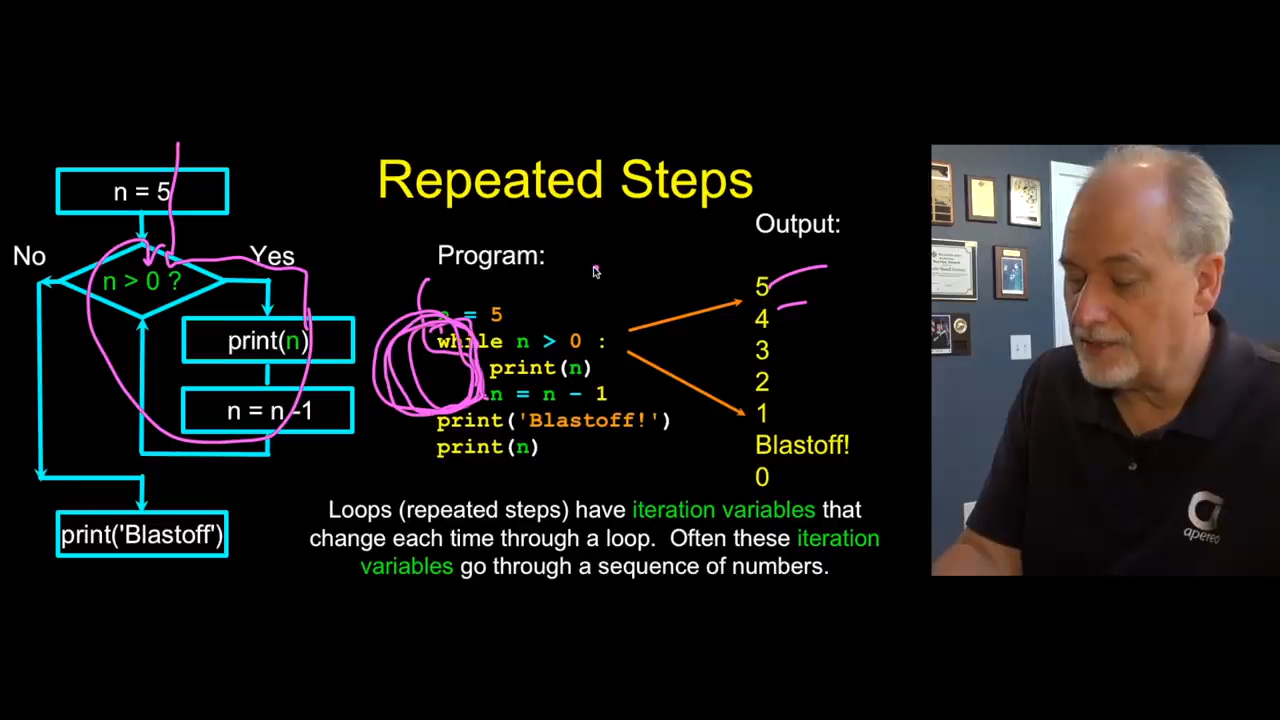 Repeated Steps
n = 5
No
Yes
n > 0 ?
print(n)
n = n -1
print('Blastoff')
Program:
n = 5
while n > 0 :
print(n)
n = n - 1
print('Blastoff!')
print(n)
Output:
5
4
3
2
1
Blastoff!
0
Loops (repeated steps) have iteration variables that
change each time through a loop. Often these iteration
variables go through a sequence of numbers.
apereo